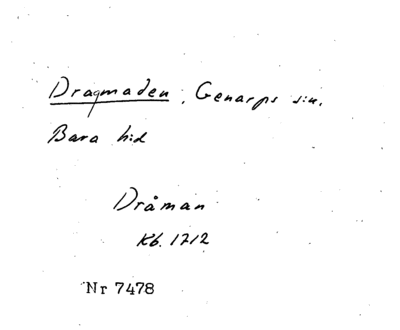 Dragmaden, Genarps sn.
Bara hd
Dråman
Kb. 1712
Nr 7478